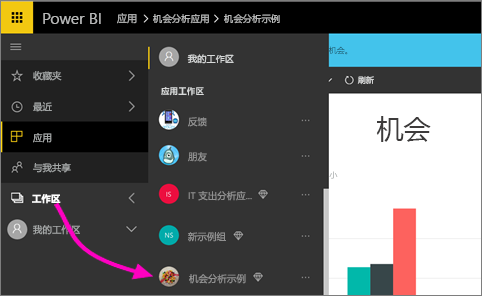 Power BI 应用 > 机会分析应用 > 机会分析示例
收藏夹
最近
应用
与我共享
工作区
我的工作区
我的工作区
应用工作区
反馈
朋友
IS IT 支出分析应...
NS 新示例组
机会分析示例
机会。
刷新
机会
小